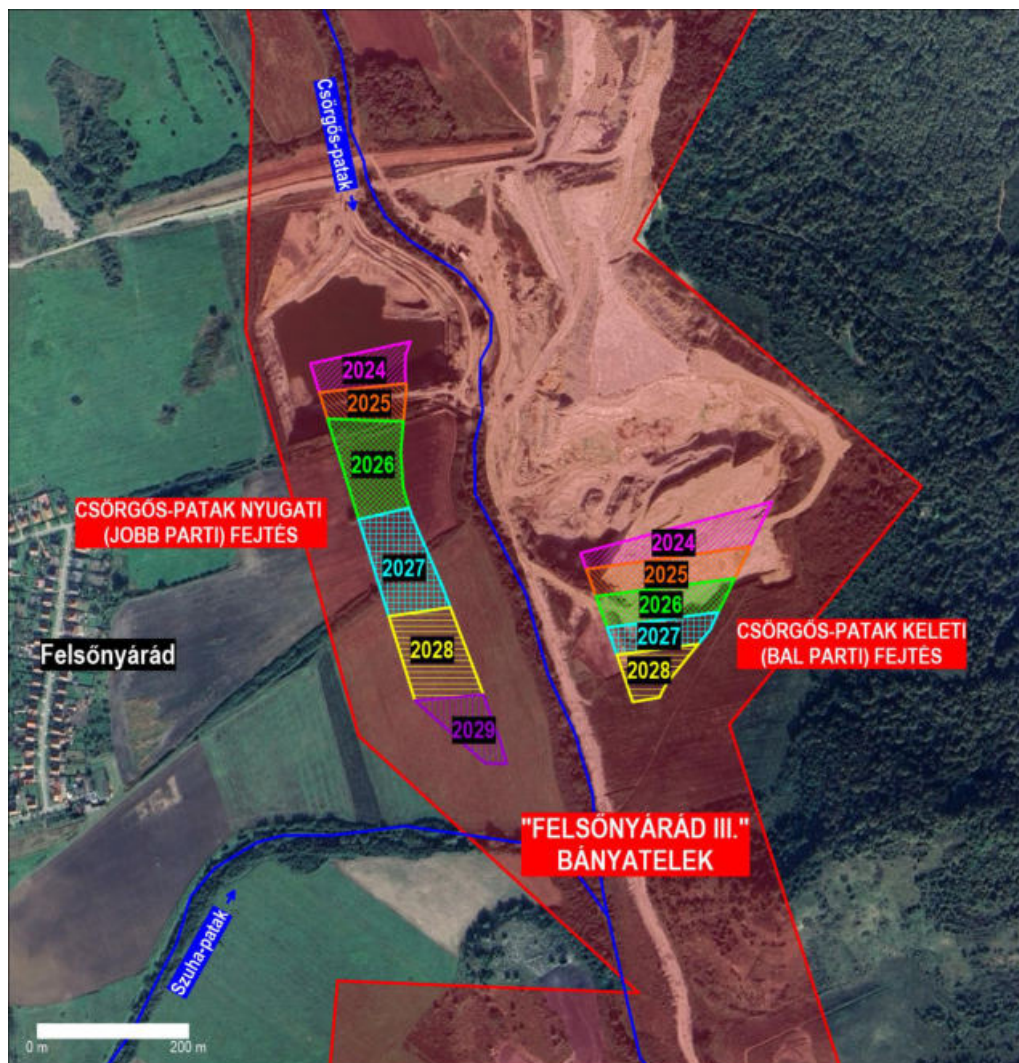 Csörgős-patak
2024
2025
2026
2027
2028
2029
CSÖRGŐS-PATAK NYUGATI
(JOBB PARTI) FEJTÉS
2024
2025
2026
2027
2028
CSÖRGŐS-PATAK KELETI
(BAL PARTI) FEJTÉS
Felsőnyárád
"FELSŐNYÁRÁD III."
BÁNYATELEK
Szuha-patak
0 m
200 m